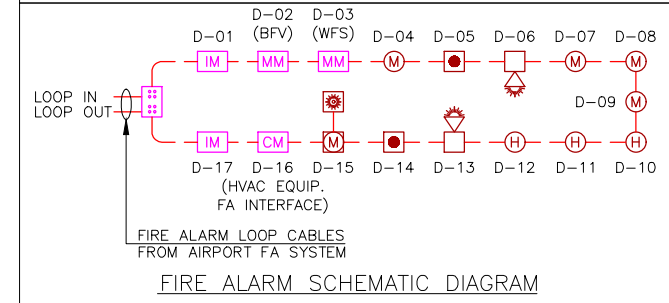 D-02 D-03
D-01 (BFV) (WFS) D-04 D-05 D-06 D-07 D-08
IM MM MM M M M
LOOP IN
LOOP OUT
D-09 M
IM CM M H H H
D-17 D-16 D-15 D-14 D-13 D-12 D-11 D-10
(HVAC EQUIP.
FA INTERFACE)
FIRE ALARM LOOP CABLES
FROM AIRPORT FA SYSTEM
FIRE ALARM SCHEMATIC DIAGRAM